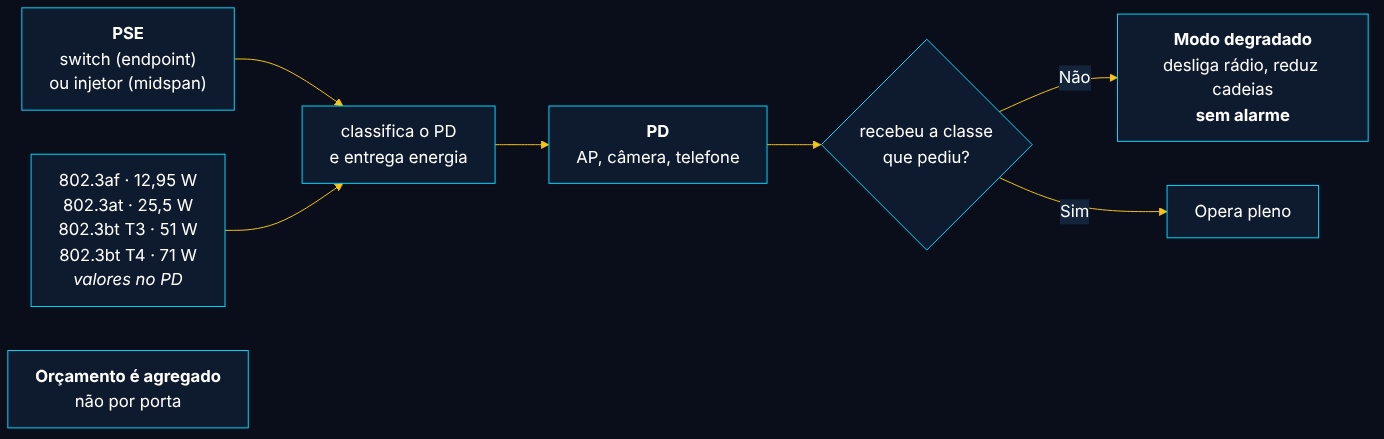 PSE
switch (endpoint)
ou injetor (midspan)
802.3af · 12,95 W
802.3at · 25,5 W
802.3bt T3 · 51 W
802.3bt T4 · 71 W
valores no PD
Orçamento é agregado
não por porta
classifica o PD
e entrega energia
PD
AP, câmera, telefone
recebeu a classe
que pediu?
Não
Modo degradado
desliga rádio, reduz
cadeias
sem alarme
Sim
Opera pleno